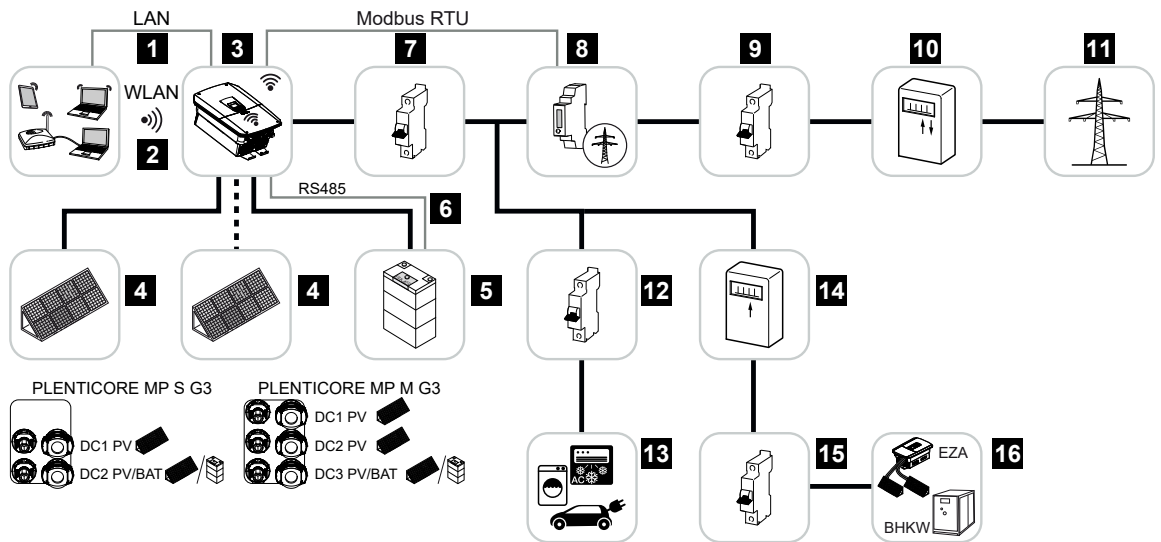 LAN
Modbus RTU
1
3
7
8
9
10
11
WLAN
2
RS485
6
4
4
5
12
14
PLENTICORE MP S G3
DC1 PV
DC2 PV/BAT
PLENTICORE MP M G3
DC1 PV
DC2 PV
DC3 PV/BAT
13
AC
15
EZA
16
BHKW